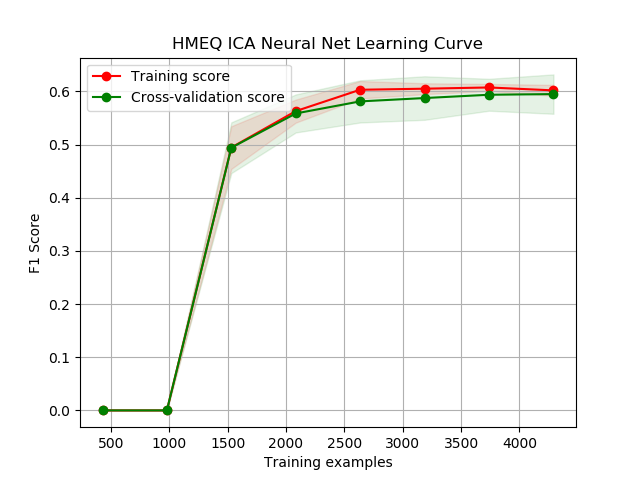 HMEQ ICA Neural Net Learning Curve
Training score
Cross-validation score
0.6
0.5
0.4
0.3
0.2
0.1
0.0
F1 Score
500 1000 1500 2000 2500 3000 3500 4000
Training examples